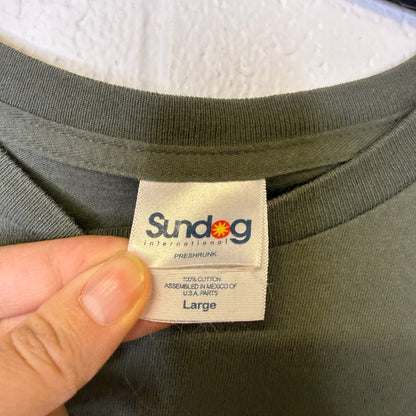 Sundog
international
PRESHRUNK
100% COTTON
ASSEMBLED IN MEXICO OF
U.S.A. PARTS
Large